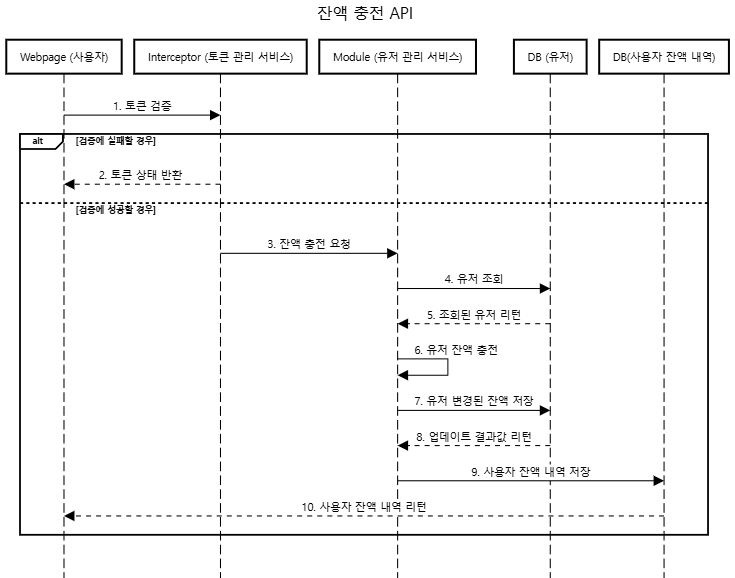 잔액 충전 API
Webpage (사용자)
Interceptor (토큰 관리 서비스)
Module (유저 관리 서비스)
DB (유저)
DB(사용자 잔액 내역)
1. 토큰 검증
alt
[검증에 실패할 경우]
2. 토큰 상태 반환
[검증에 성공할 경우]
3. 잔액 충전 요청
4. 유저 조회
5. 조회된 유저 리턴
6. 유저 잔액 충전
7. 유저 변경된 잔액 저장
8. 업데이트 결과값 리턴
9. 사용자 잔액 내역 저장
10. 사용자 잔액 내역 리턴